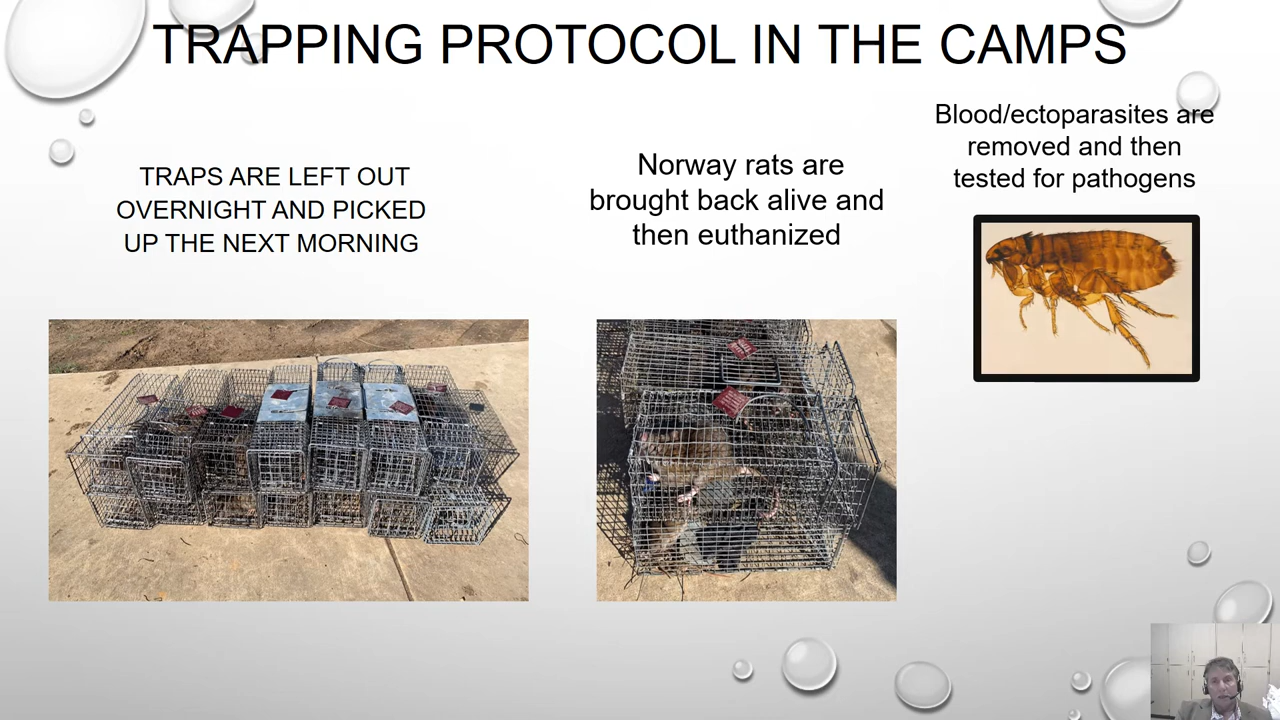 TRAPPING PROTOCOL IN THE CAMPS
TRAPS ARE LEFT OUT
OVERNIGHT AND PICKED
UP THE NEXT MORNING
Norway rats are
brought back alive and
then euthanized
Blood/ectoparasites are
removed and then
tested for pathogens